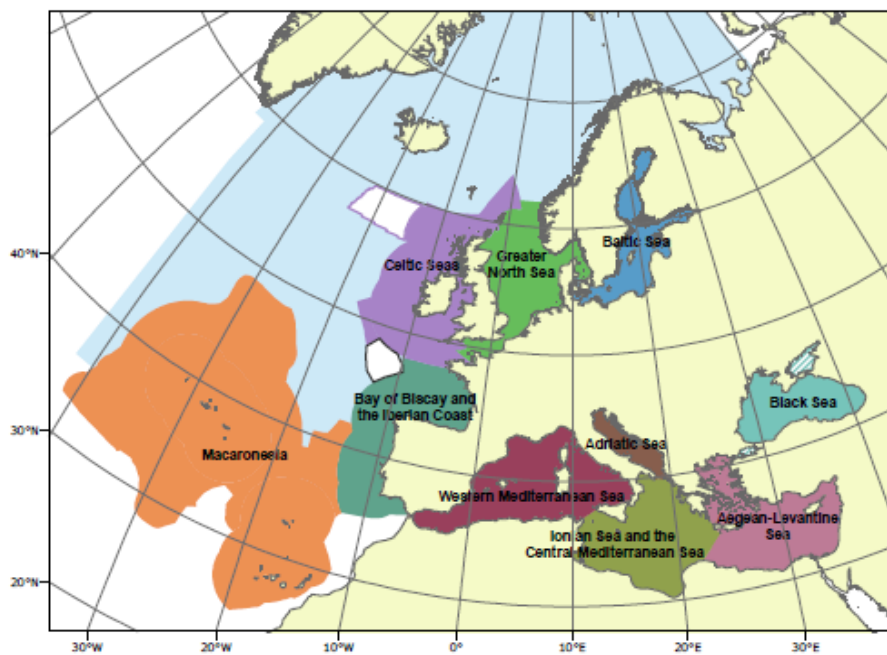 40°N
Celtic Seas
Greater
North Sea
Baltic Sea
Bay of Biscay
and the Iberian Coast
Black Sea
30°N
Macaronesia
Adriatic Sea
Western Mediterranean Sea
Aegean-Levantine
Sea
Ionian Sea and the
Central Mediterranean Sea
20°N
30°W
20°W
10°W
0°
10°E
20°E
30°E